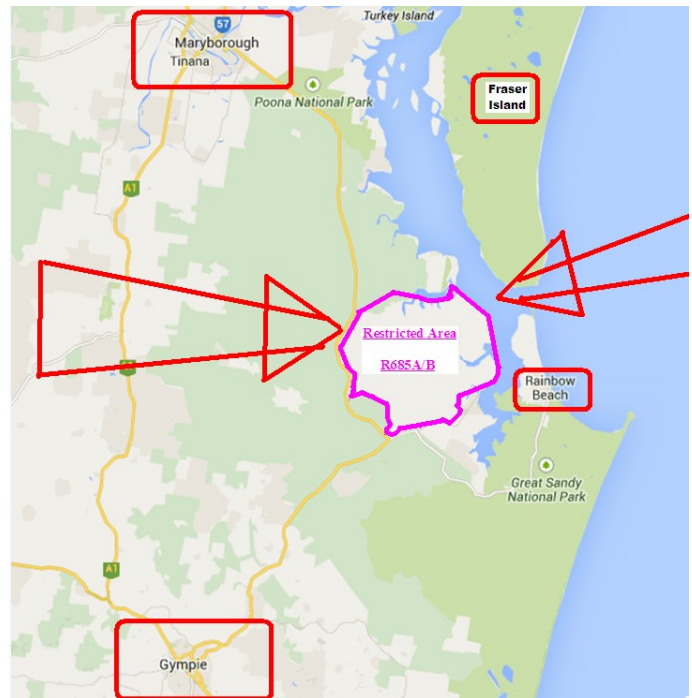 Turkey Island
57
Maryborough
Tinana
Poona National Park
Fraser
Island
A1
Restricted Area
R685A/B
A1
Rainbow
Beach
Great Sandy
National Park
A1
Gympie